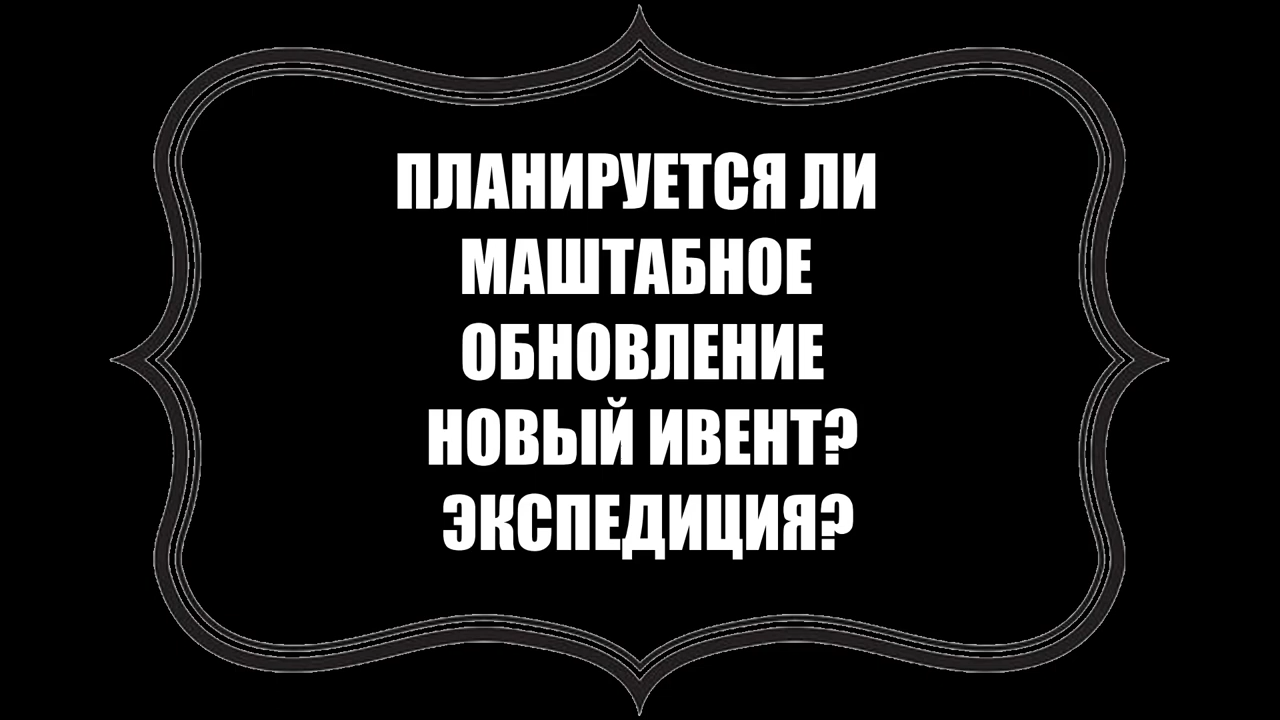 ПЛАНИРУЕТСЯ ЛИ
МАШТАБНОЕ
ОБНОВЛЕНИЕ
НОВЫЙ ИВЕНТ?
ЭКСПЕДИЦИЯ?